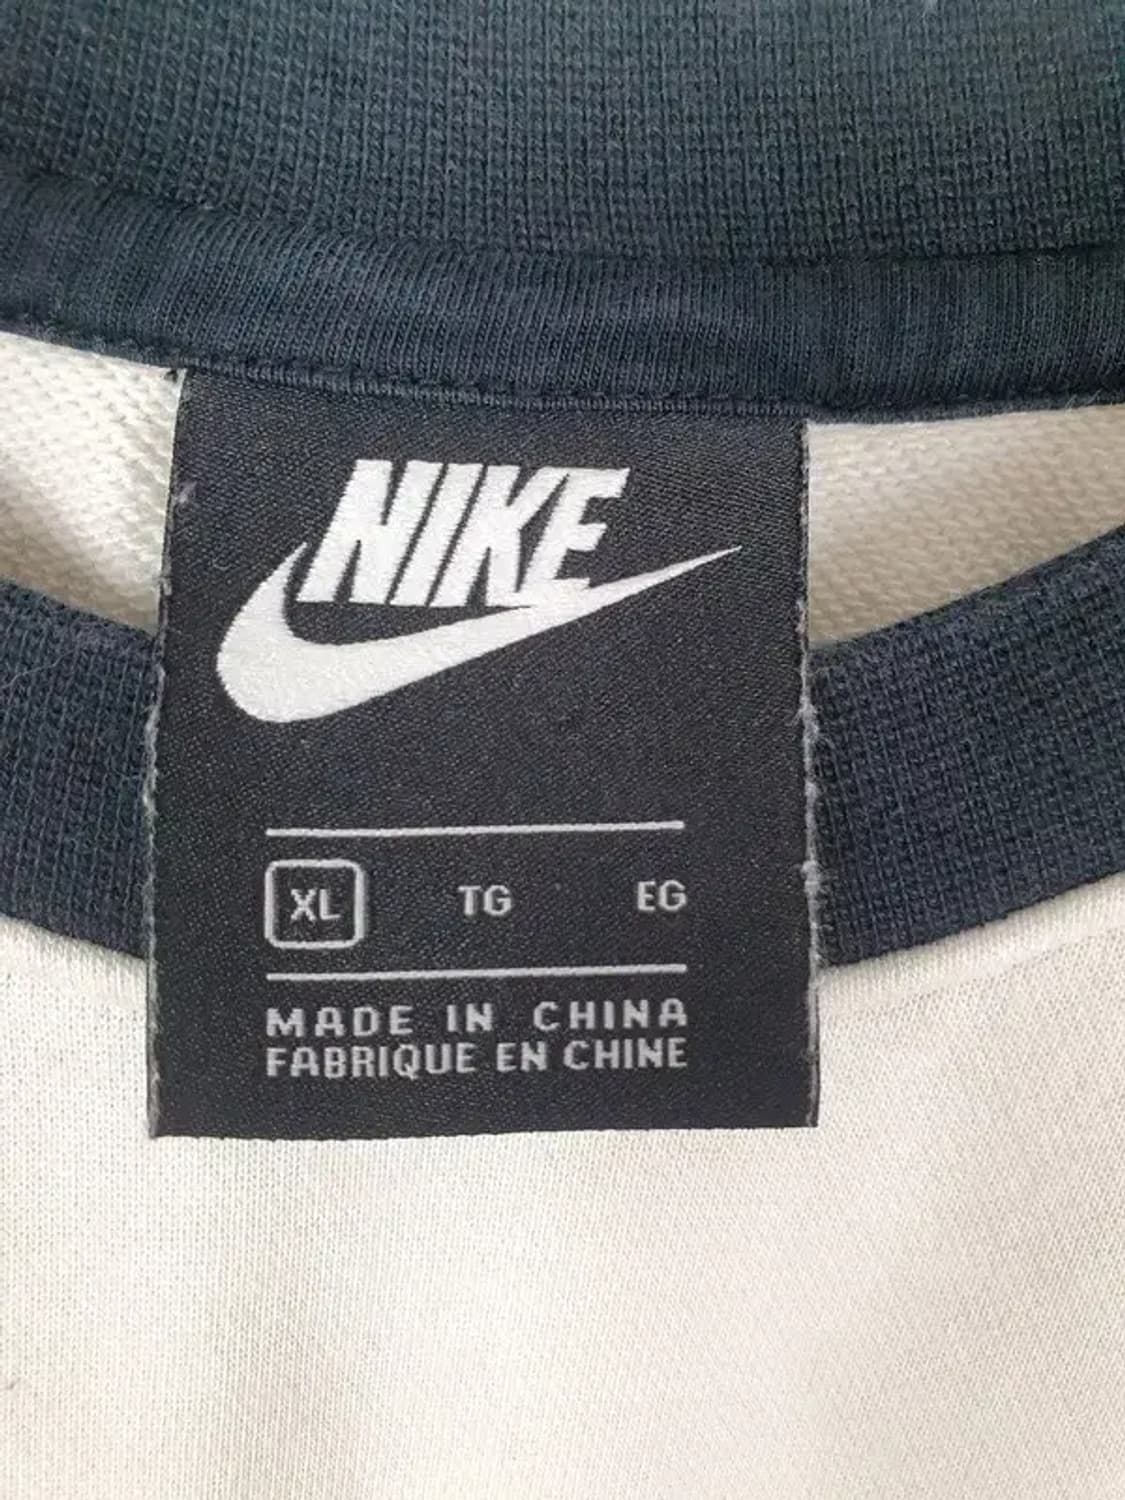 NIKE
XL TG EG
MADE IN CHINA
FABRIQUE EN CHINE